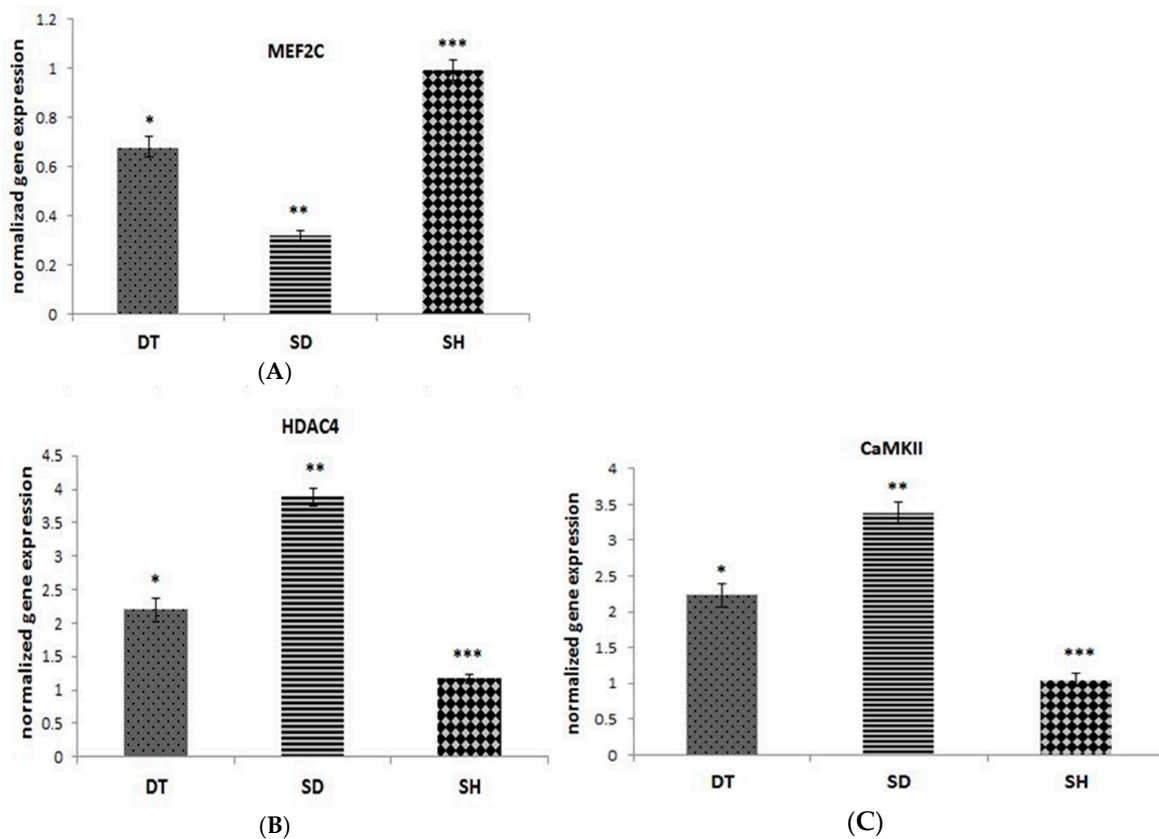 MEF2C
normalizad gene expression
1.2
1
0.8
0.6
0.4
0.2
0
*
**
***
DT SD SH
(A)
HDAC4
normalized gene expression
4.5
4
3.5
3
2.5
2
1.5
1
0.5
0
*
**
***
DT SD SH
(B)
CaMKII
normalized gene expression
4
3.5
3
2.5
2
1.5
1
0.5
0
*
**
***
DT SD SH
(C)